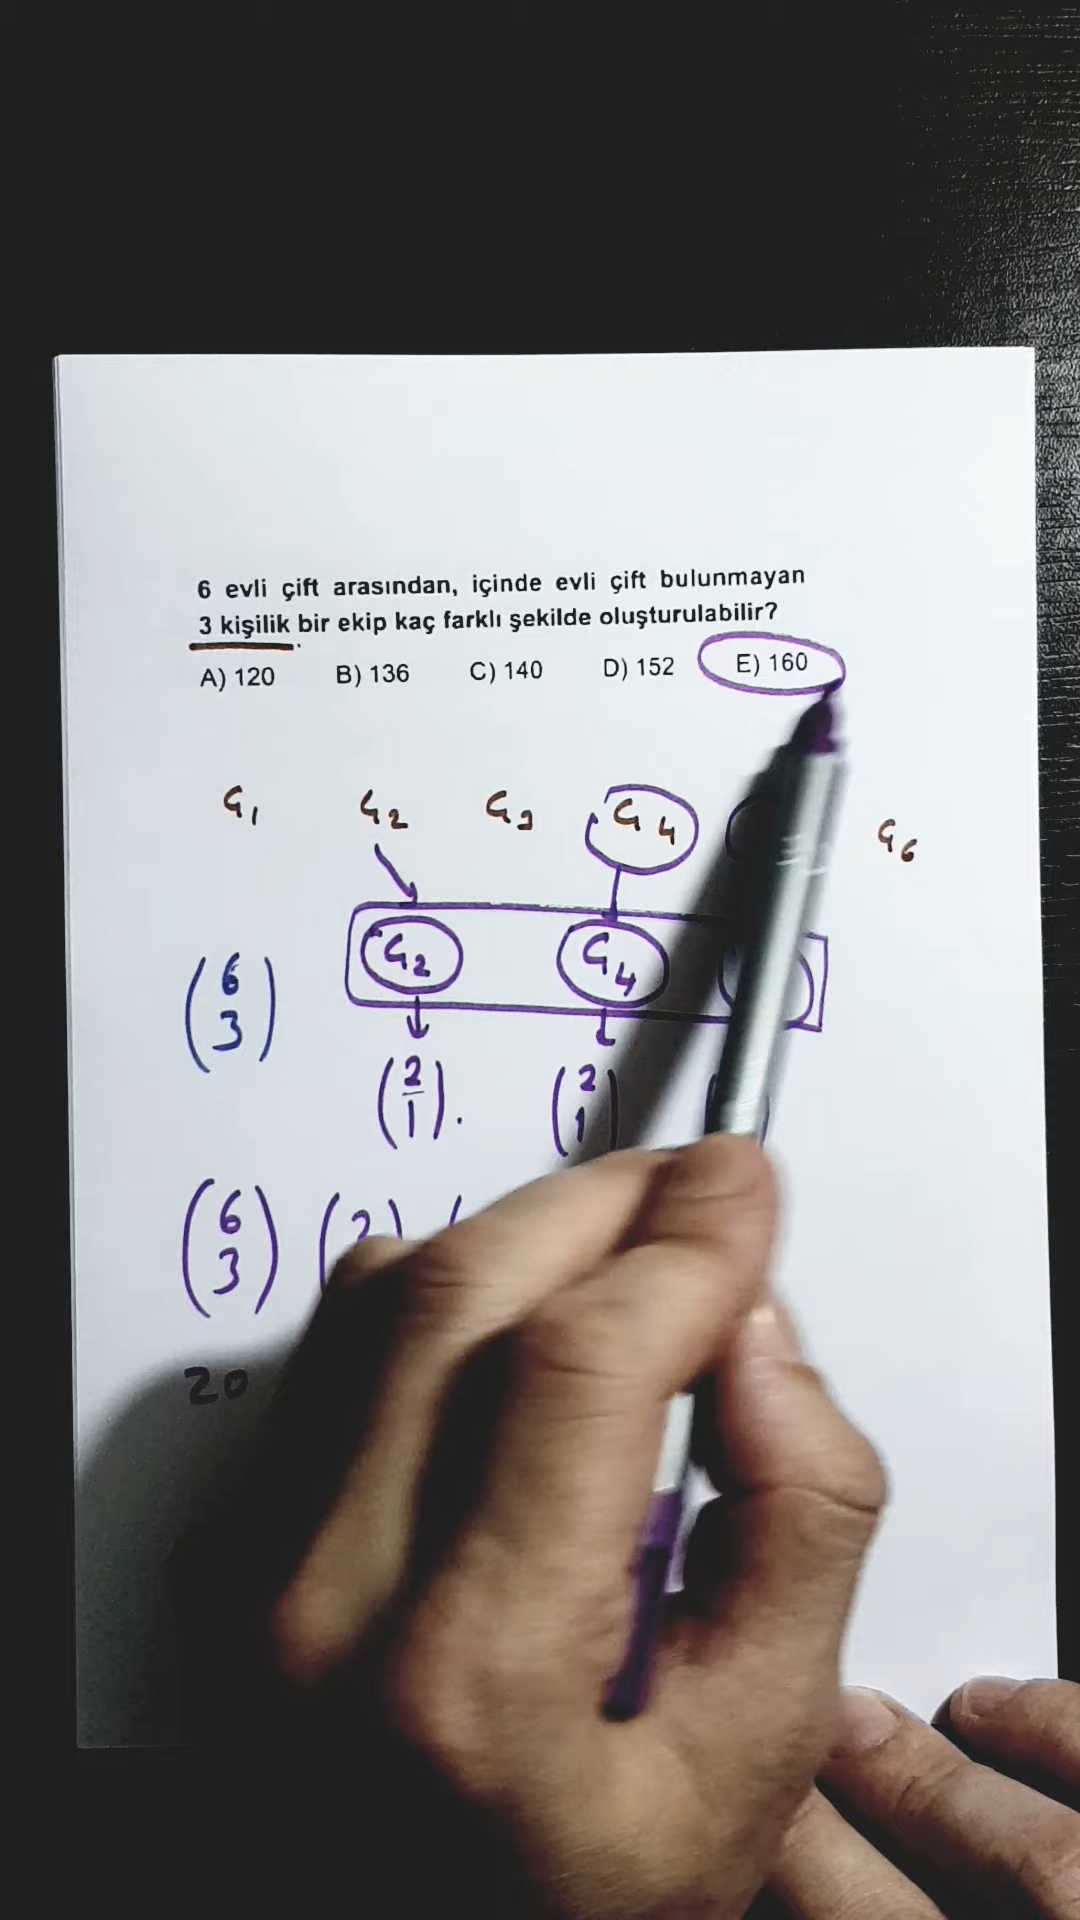 6 evli çift arasından, içinde evli çift bulunmayan
3 kişilik bir ekip kaç farklı şekilde oluşturulabilir?
A) 120 B) 136 C) 140 D) 152 E) 160
Ç1 Ç2 Ç3 Ç4 Ç6
(6 3) Ç2 Ç4
(2 1) . (2 1)
(6 3) (2
20